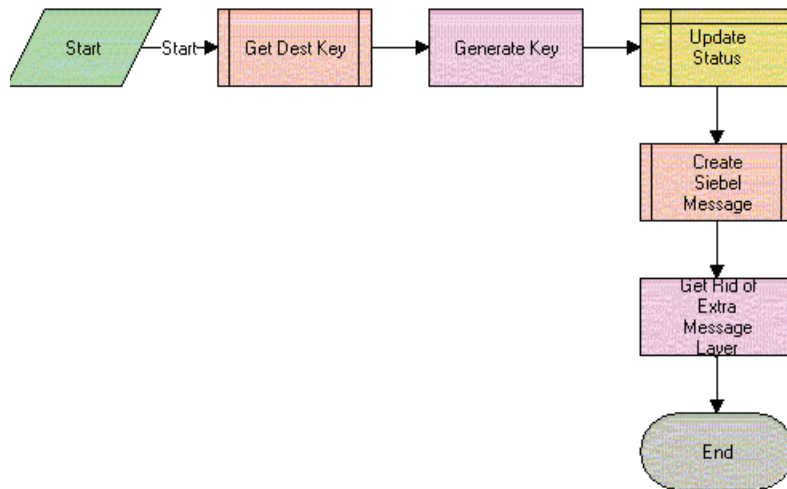 Start
Start
Get Dest Key
Generate Key
Update
Status
Create
Siebel
Message
Get Rid of
Extra
Message
Layer
End